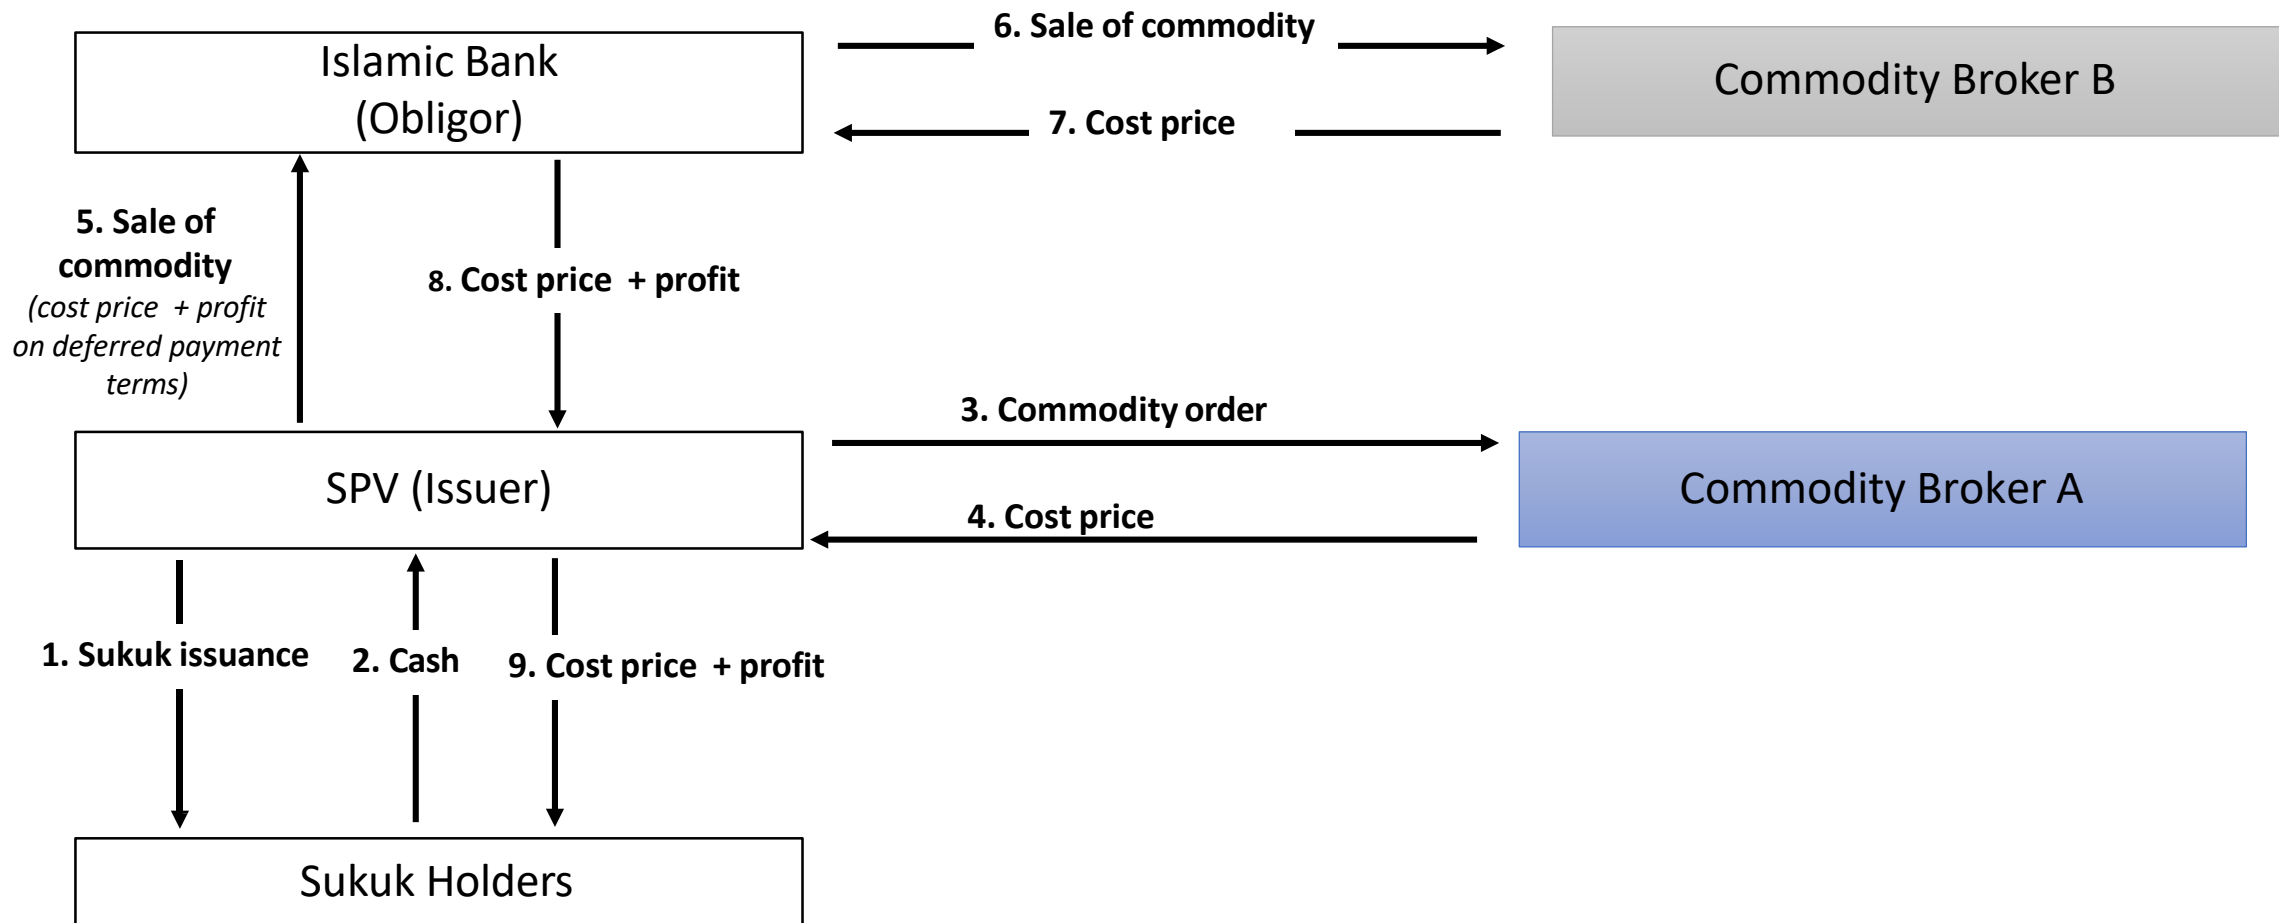 Islamic Bank
(Obligor)
6. Sale of commodity
Commodity Broker B
7. Cost price
5. Sale of
commodity
(cost price + profit
on deferred payment
terms)
8. Cost price + profit
3. Commodity order
SPV (Issuer)
Commodity Broker A
4. Cost price
1. Sukuk issuance
2. Cash
9. Cost price + profit
Sukuk Holders